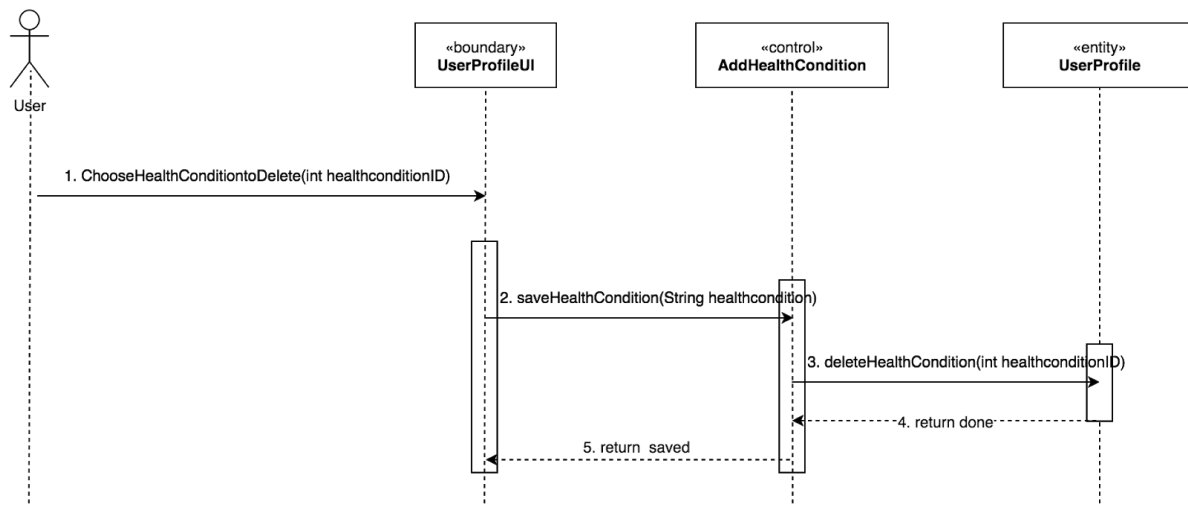 «boundary»
UserProfileUI
«control»
AddHealthCondition
«entity»
UserProfile
User
1. ChooseHealthConditiontoDelete(int healthconditionID)
2. saveHealthCondition(String healthcondition)
3. deleteHealthCondition(int healthconditionID)
4. return done
5. return  saved